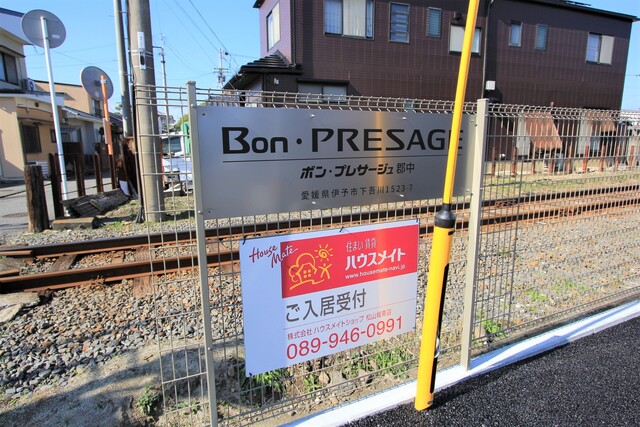 Bon・PRESAGE
ボン・プレサージュ 郡中
愛媛県伊予市下吾川1523-7
House Mate
住まい 賃貸
ハウスメイト
www.housemate-navi.jp
ご入居受付
株式会社 ハウスメイトショップ 松山駅前店
089-946-0991